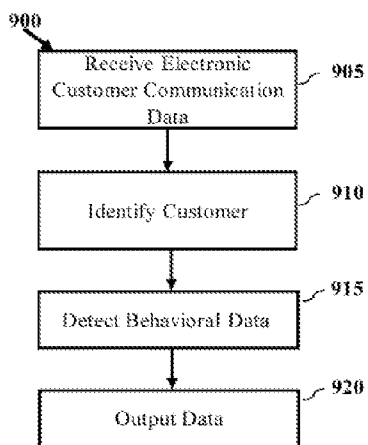 900
Receive Electronic
Customer Communication
Data
905
Identify Customer
910
Detect Behavioral Data
915
Output Data
920